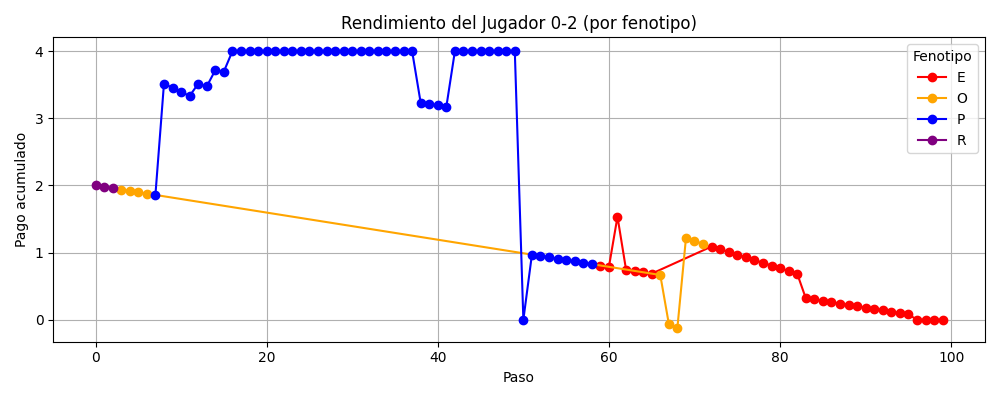 Rendimiento del Jugador 0-2 (por fenotipo)
Pago acumulado
4
3
2
1
0
Fenotipo
E
O
P
R
0
20
40
60
80
100
Paso